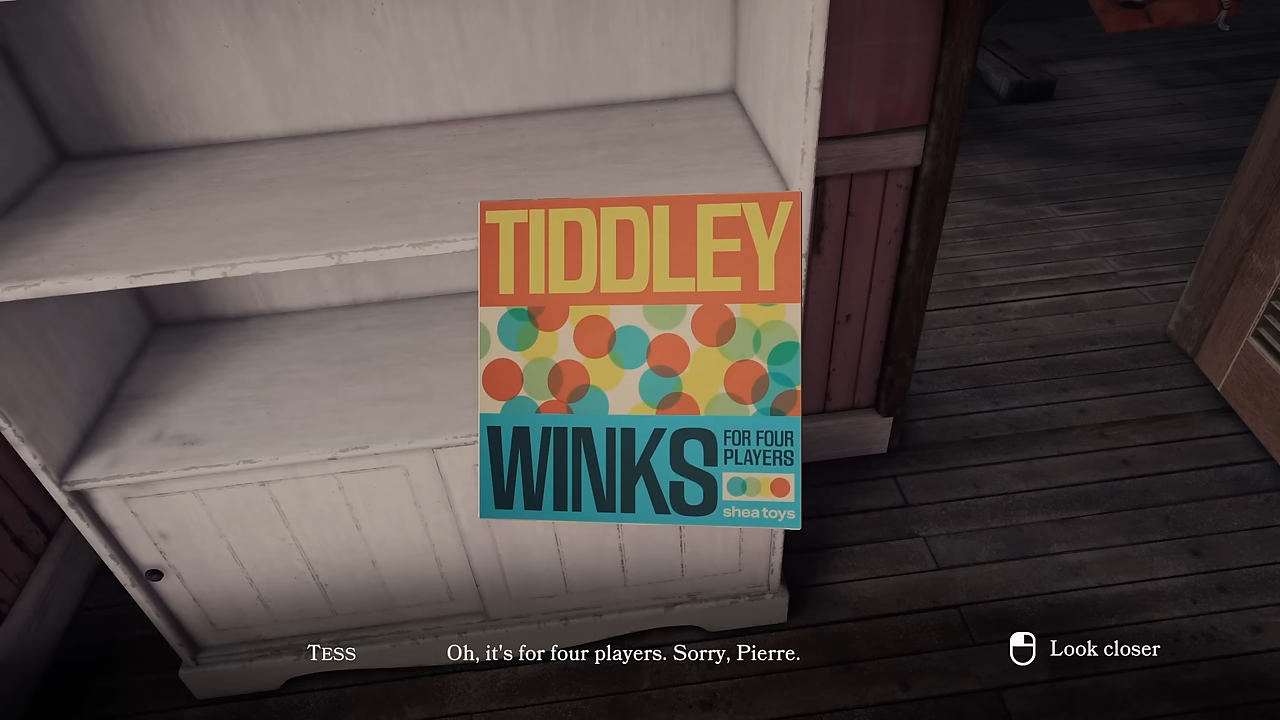 TIDDLEY
WINKS
FOR FOUR
PLAYERS
shea toys
TESS
Oh, it's for four players. Sorry, Pierre.
Look closer